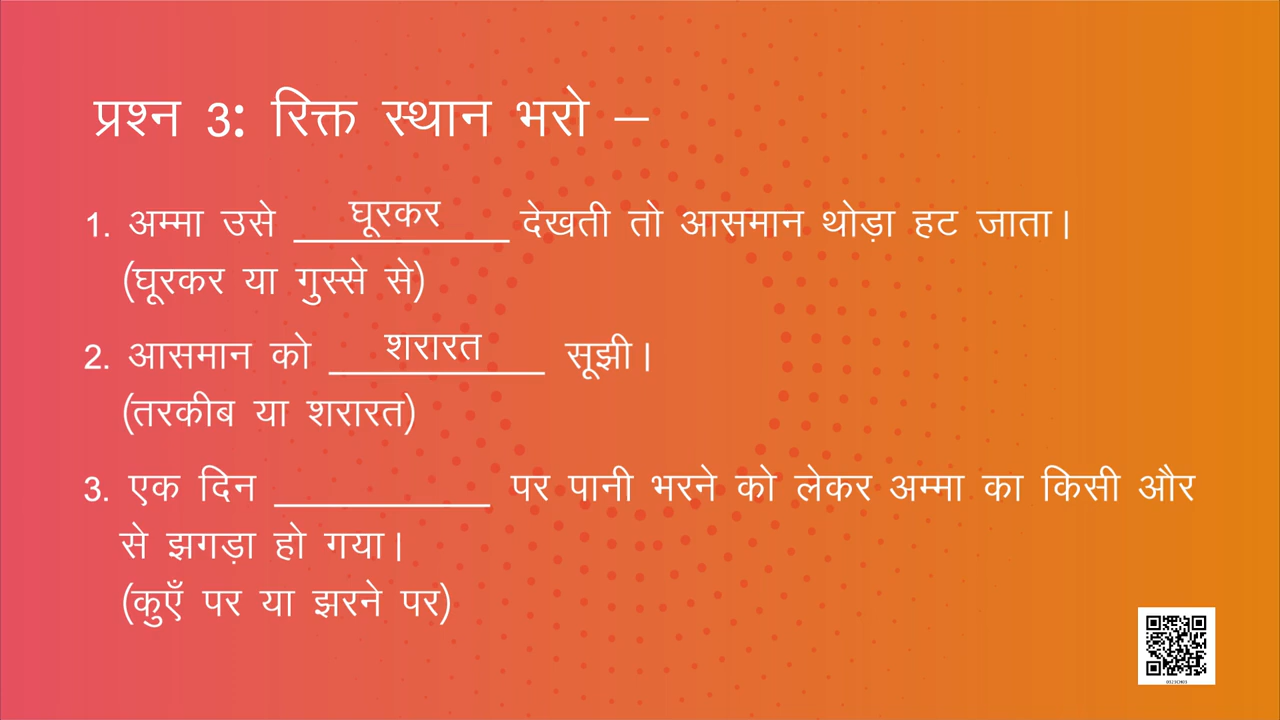 प्रश्न 3: रिक्त स्थान भरो –
1. अम्मा उसे घूरकर देखती तो आसमान थोड़ा हट जाता।
(घूरकर या गुस्से से)
2. आसमान को शरारत सूझी।
(तरकीब या शरारत)
3. एक दिन __________ पर पानी भरने को लेकर अम्मा का किसी और
से झगड़ा हो गया।
(कुएँ पर या झरने पर)